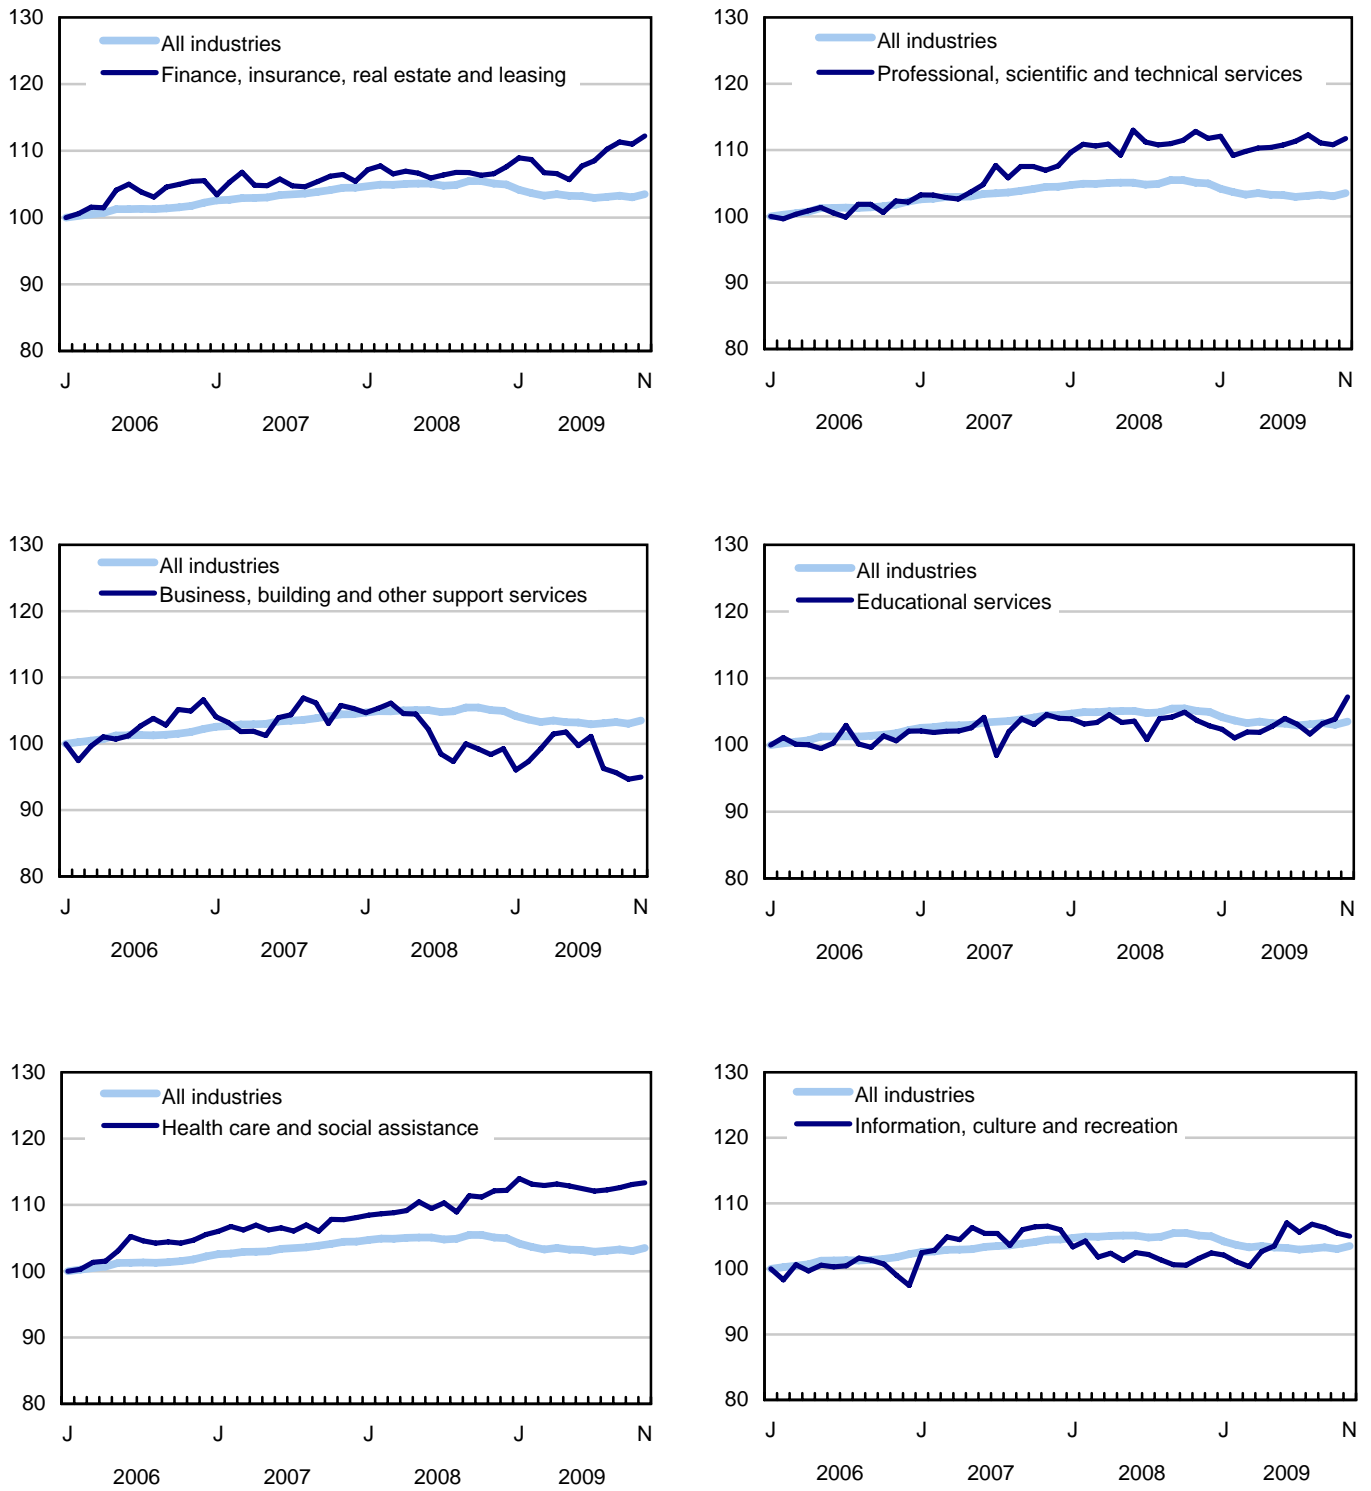 130
All industries
120
Finance, insurance, real estate and leasing
110
100
90
80
J J J J N
2006 2007 2008 2009
130
All industries
Professional, scientific and technical services
120
110
100
90
80
J J J J N
2006 2007 2008 2009
130
All industries
Business, building and other support services
120
110
100
90
80
J J J J N
2006 2007 2008 2009
130
All industries
Educational services
120
110
100
90
80
J J J J N
2006 2007 2008 2009
130
All industries
Health care and social assistance
120
110
100
90
80
J J J J N
2006 2007 2008 2009
130
All industries
Information, culture and recreation
120
110
100
90
80
J J J J N
2006 2007 2008 2009